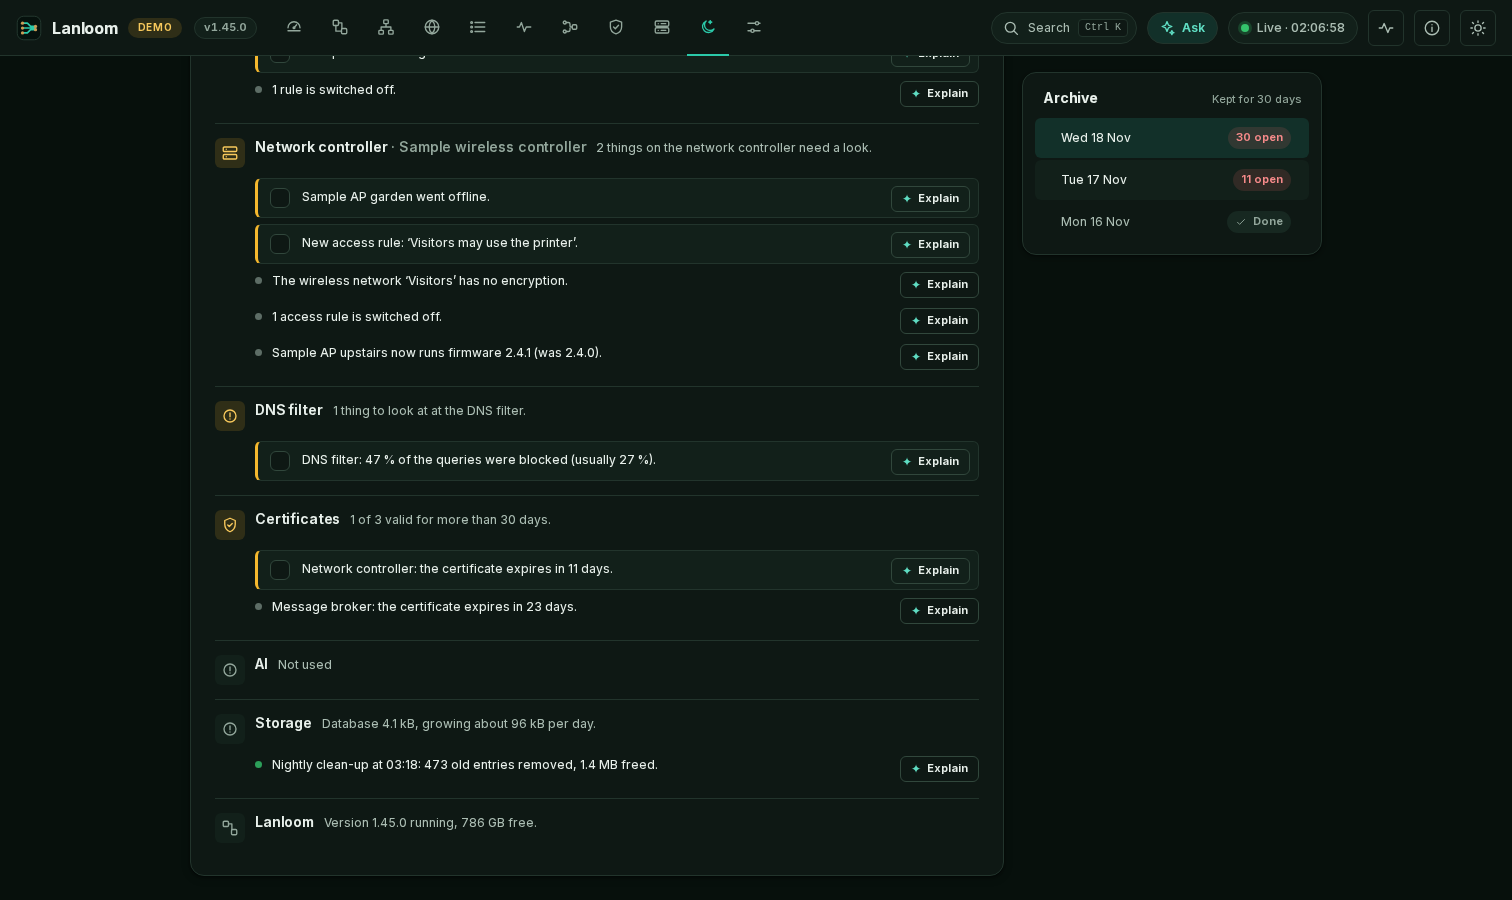 Lanloom DEMO v1.45.0 Search Ctrl K Ask Live · 02:06:58
1 rule is switched off. Explain
Network controller · Sample wireless controller 2 things on the network controller need a look.
Sample AP garden went offline. Explain
New access rule: ‘Visitors may use the printer’. Explain
The wireless network ‘Visitors’ has no encryption. Explain
1 access rule is switched off. Explain
Sample AP upstairs now runs firmware 2.4.1 (was 2.4.0). Explain
DNS filter 1 thing to look at at the DNS filter.
DNS filter: 47 % of the queries were blocked (usually 27 %). Explain
Certificates 1 of 3 valid for more than 30 days.
Network controller: the certificate expires in 11 days. Explain
Message broker: the certificate expires in 23 days. Explain
AI Not used
Storage Database 4.1 kB, growing about 96 kB per day.
Nightly clean-up at 03:18: 473 old entries removed, 1.4 MB freed. Explain
Lanloom Version 1.45.0 running, 786 GB free.
Archive Kept for 30 days
Wed 18 Nov 30 open
Tue 17 Nov 11 open
Mon 16 Nov Done